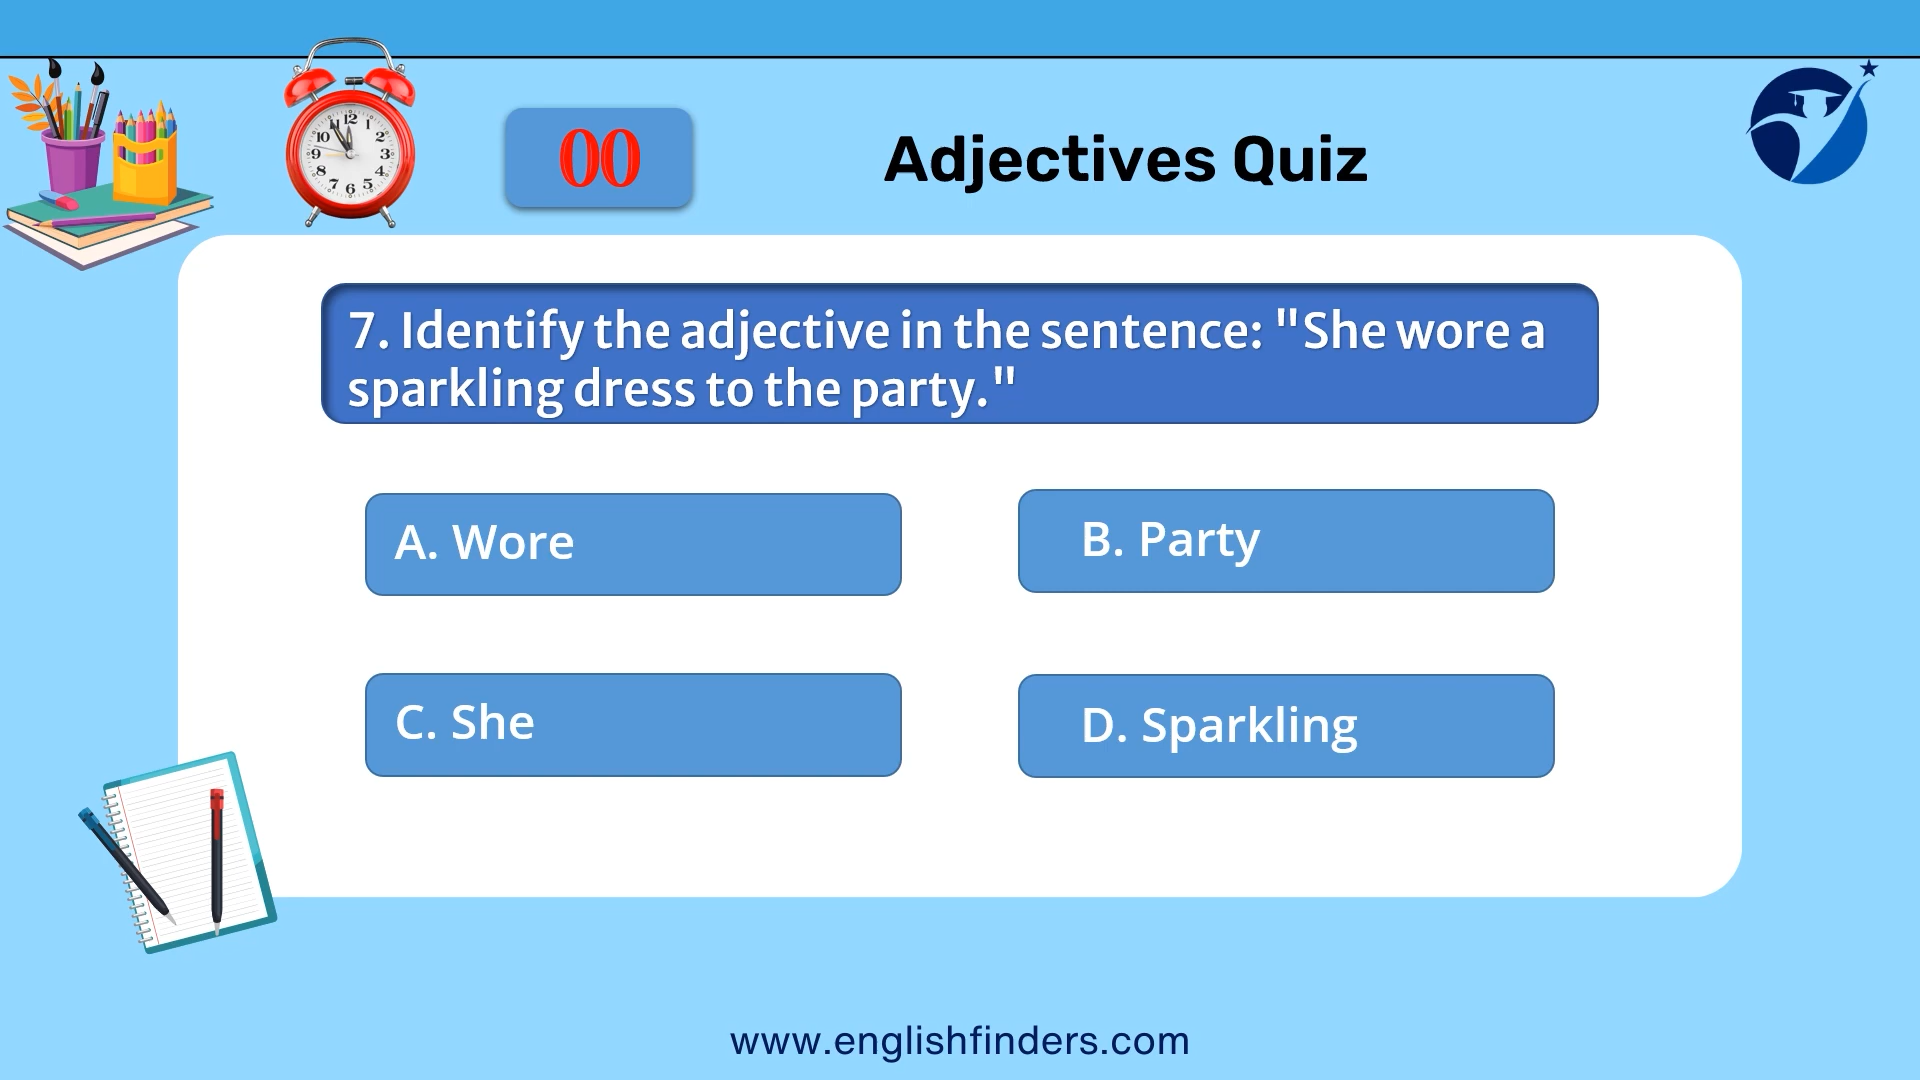 00
Adjectives Quiz
7. Identify the adjective in the sentence: "She wore a
sparkling dress to the party."
A. Wore
B. Party
C. She
D. Sparkling
www.englishfinders.com